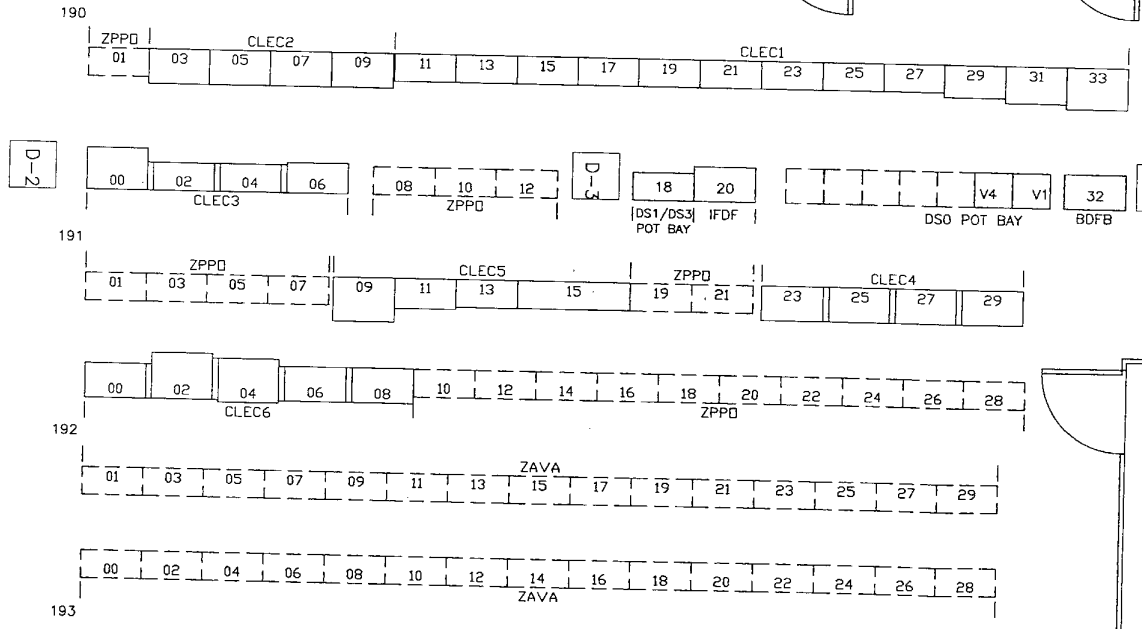 190
ZPPO CLEC2 CLEC1
01 03 05 07 09 11 13 15 17 19 21 23 25 27 29 31 33
D-2 D-3
00 02 04 06 08 10 12 18 20 V4 V1 32
CLEC3 ZPPO DS1/DS3 IFDF DS0 POT BAY BDFB
POT BAY
191
ZPPO CLEC5 ZPPO CLEC4
01 03 05 07 09 11 13 15 19 21 23 25 27 29
00 02 04 06 08 10 12 14 16 18 20 22 24 26 28
CLEC6 ZPPO
192
ZAVA
01 03 05 07 09 11 13 15 17 19 21 23 25 27 29
00 02 04 06 08 10 12 14 16 18 20 22 24 26 28
ZAVA
193